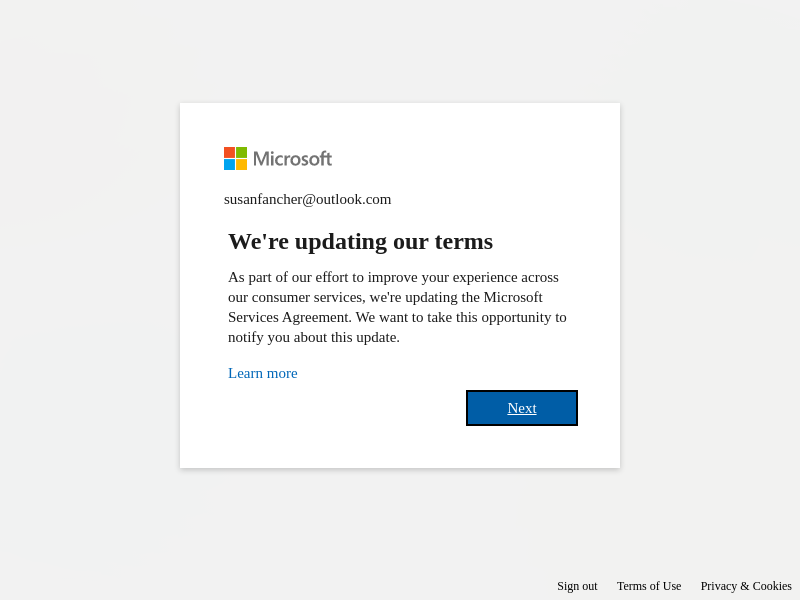 Microsoft
susanfancher@outlook.com
We're updating our terms
As part of our effort to improve your experience across
our consumer services, we're updating the Microsoft
Services Agreement. We want to take this opportunity to
notify you about this update.
Learn more
Next
Sign out Terms of Use Privacy & Cookies